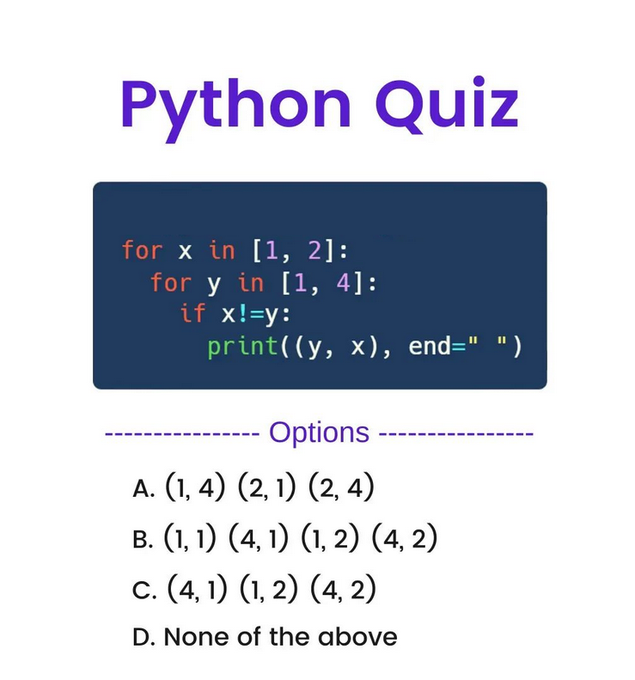 Python Quiz
for x in [1, 2]:
  for y in [1, 4]:
    if x!=y:
      print((y, x), end=" ")
---------------- Options ----------------
A. (1, 4) (2, 1) (2, 4)
B. (1, 1) (4, 1) (1, 2) (4, 2)
C. (4, 1) (1, 2) (4, 2)
D. None of the above